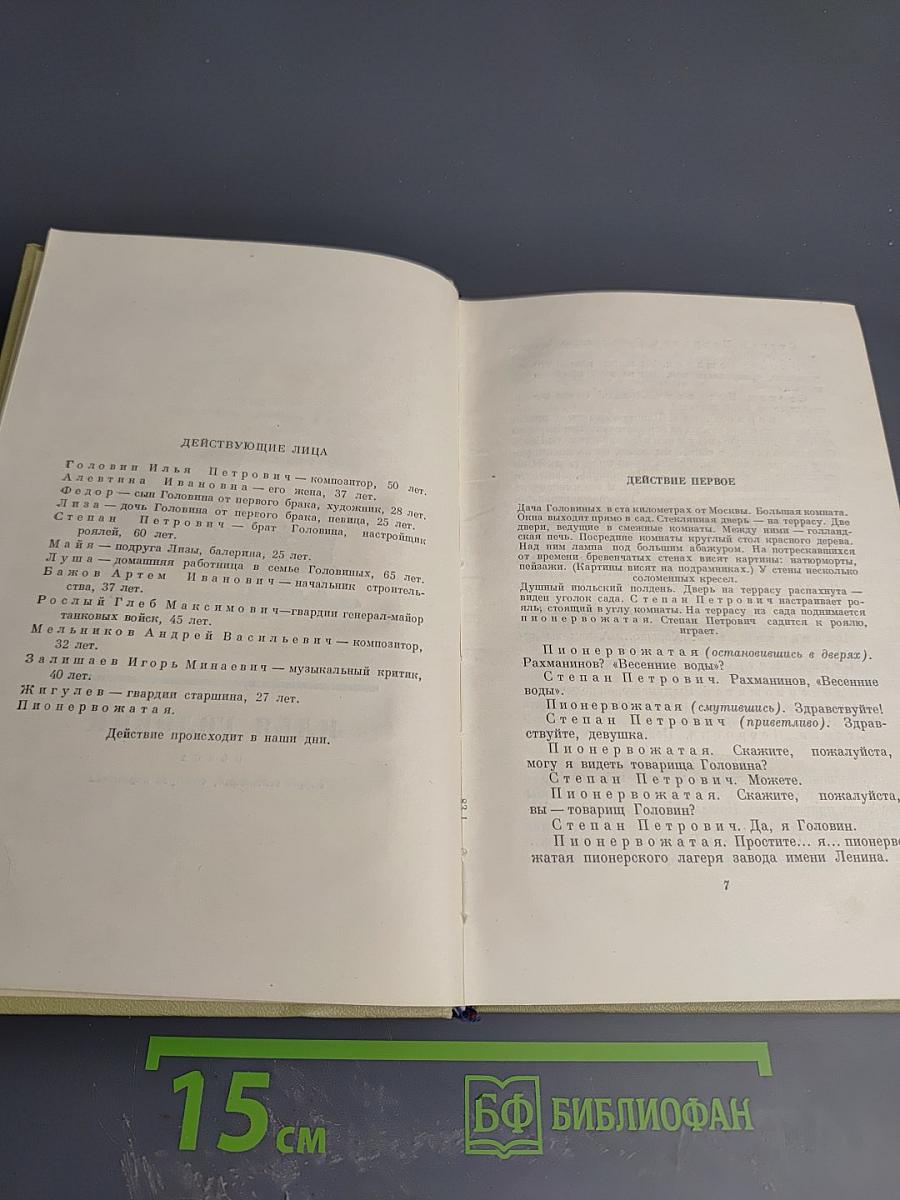 ДЕЙСТВУЮЩИЕ ЛИЦА
Головин Илья Петрович — композитор, 50 лет.
Алевтина Ивановна — его жена, 37 лет.
Федор — сын Головина от первого брака, художник, 28 лет.
Лиза — дочь Головина от первого брака, певица, 25 лет.
Степан Петрович — брат Головина, настройщик
роялей, 60 лет.
Майя — подруга Лизы, балерина, 25 лет.
Луша — домашняя работница в семье Головиных, 65 лет.
Бажов Артем Иванович — начальник строитель-
ства, 37 лет.
Рослый Глеб Максимович — гвардии генерал-майор
танковых войск, 45 лет.
Мельников Андрей Васильевич — композитор,
32 лет.
Залишаев Игорь Минаевич — музыкальный критик,
40 лет.
Жигулев — гвардии старшина, 27 лет.
Пионервожатая.
Действие происходит в наши дни.
ДЕЙСТВИЕ ПЕРВОЕ
Дача Головиных в ста километрах от Москвы. Большая комната.
Окна выходят прямо в сад. Стеклянная дверь — на террасу. Две
двери, ведущие в смежные комнаты. Между ними — голланд-
ская печь. Посредине комнаты круглый стол красного дерева.
Над ним лампа под большим абажуром. На потрескавшихся
от времени бревенчатых стенах висят картины: натюрморты,
пейзажи. (Картины висят на подрамниках.) У стены несколько
соломенных кресел.
Душный июльский полдень. Дверь на террасу распахнута —
виден уголок сада. Степан Петрович настраивает ро-
яль, стоящий в углу комнаты. На террасу из сада поднимается
пионервожатая. Степан Петрович садится к роялю,
играет.
Пионервожатая (остановившись в дверях).
Рахманинов? «Весенние воды»?
Степан Петрович. Рахманинов, «Весенние
воды».
Пионервожатая (смутившись). Здравствуйте!
Степан Петрович (приветливо). Здрав-
ствуйте, девушка.
Пионервожатая. Скажите, пожалуйста,
могу я видеть товарища Головина?
Степан Петрович. Можете.
Пионервожатая. Скажите, пожалуйста,
вы — товарищ Головин?
Степан Петрович. Да, я Головин.
Пионервожатая. Простите... я... пионерво
жатая пионерского лагеря завода имени Ленина.
7
15 см
БФ БИБЛИОФАН